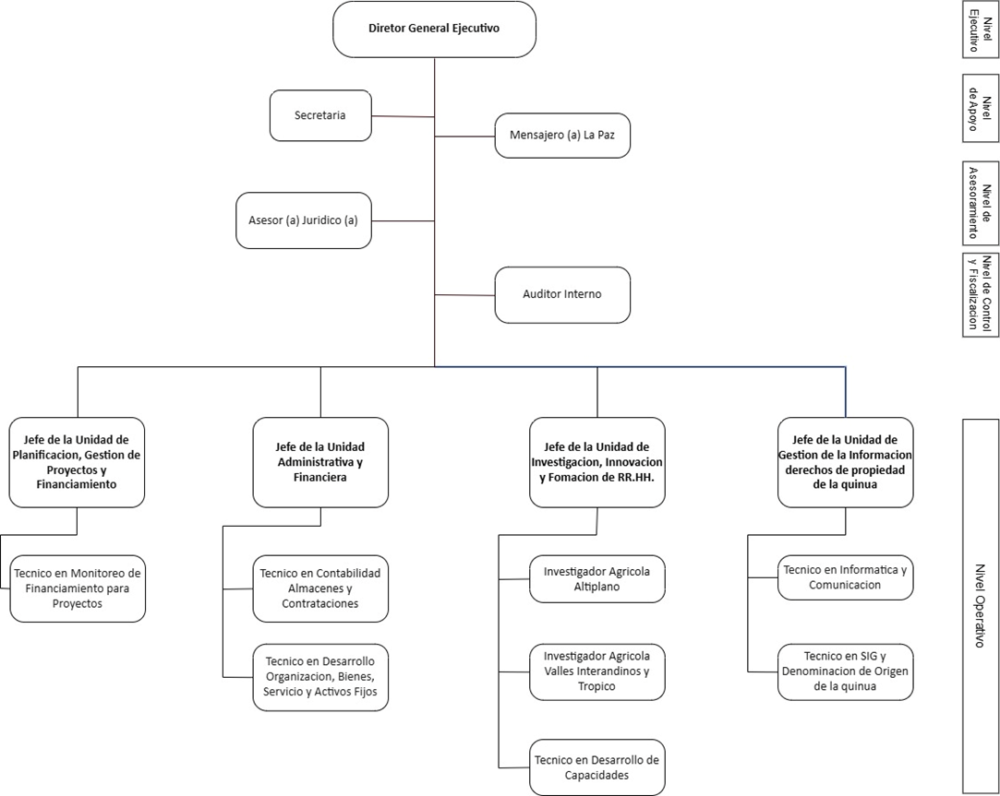 Diretor General Ejecutivo
Nivel
Ejecutivo
Secretaria
Mensajero (a) La Paz
Nivel
de Apoyo
Asesor (a) Juridico (a)
Nivel de
Asesoramiento
Auditor Interno
Nivel de Control
y Fiscalizacion
Jefe de la Unidad de
Planificacion, Gestion de
Proyectos y
Financiamiento
Jefe de la Unidad
Administrativa y
Financiera
Jefe de la Unidad de
Investigacion, Innovacion
y Fomacion de RR.HH.
Jefe de la Unidad de
Gestion de la Informacion
derechos de propiedad
de la quinua
Tecnico en Monitoreo de
Financiamiento para
Proyectos
Tecnico en Contabilidad
Almacenes y
Contrataciones
Investigador Agricola
Altiplano
Tecnico en Informatica y
Comunicacion
Nivel Operativo
Tecnico en Desarrollo
Organizacion, Bienes,
Servicio y Activos Fijos
Investigador Agricola
Valles Interandinos y
Tropico
Tecnico en SIG y
Denominacion de Origen
de la quinua
Tecnico en Desarrollo de
Capacidades